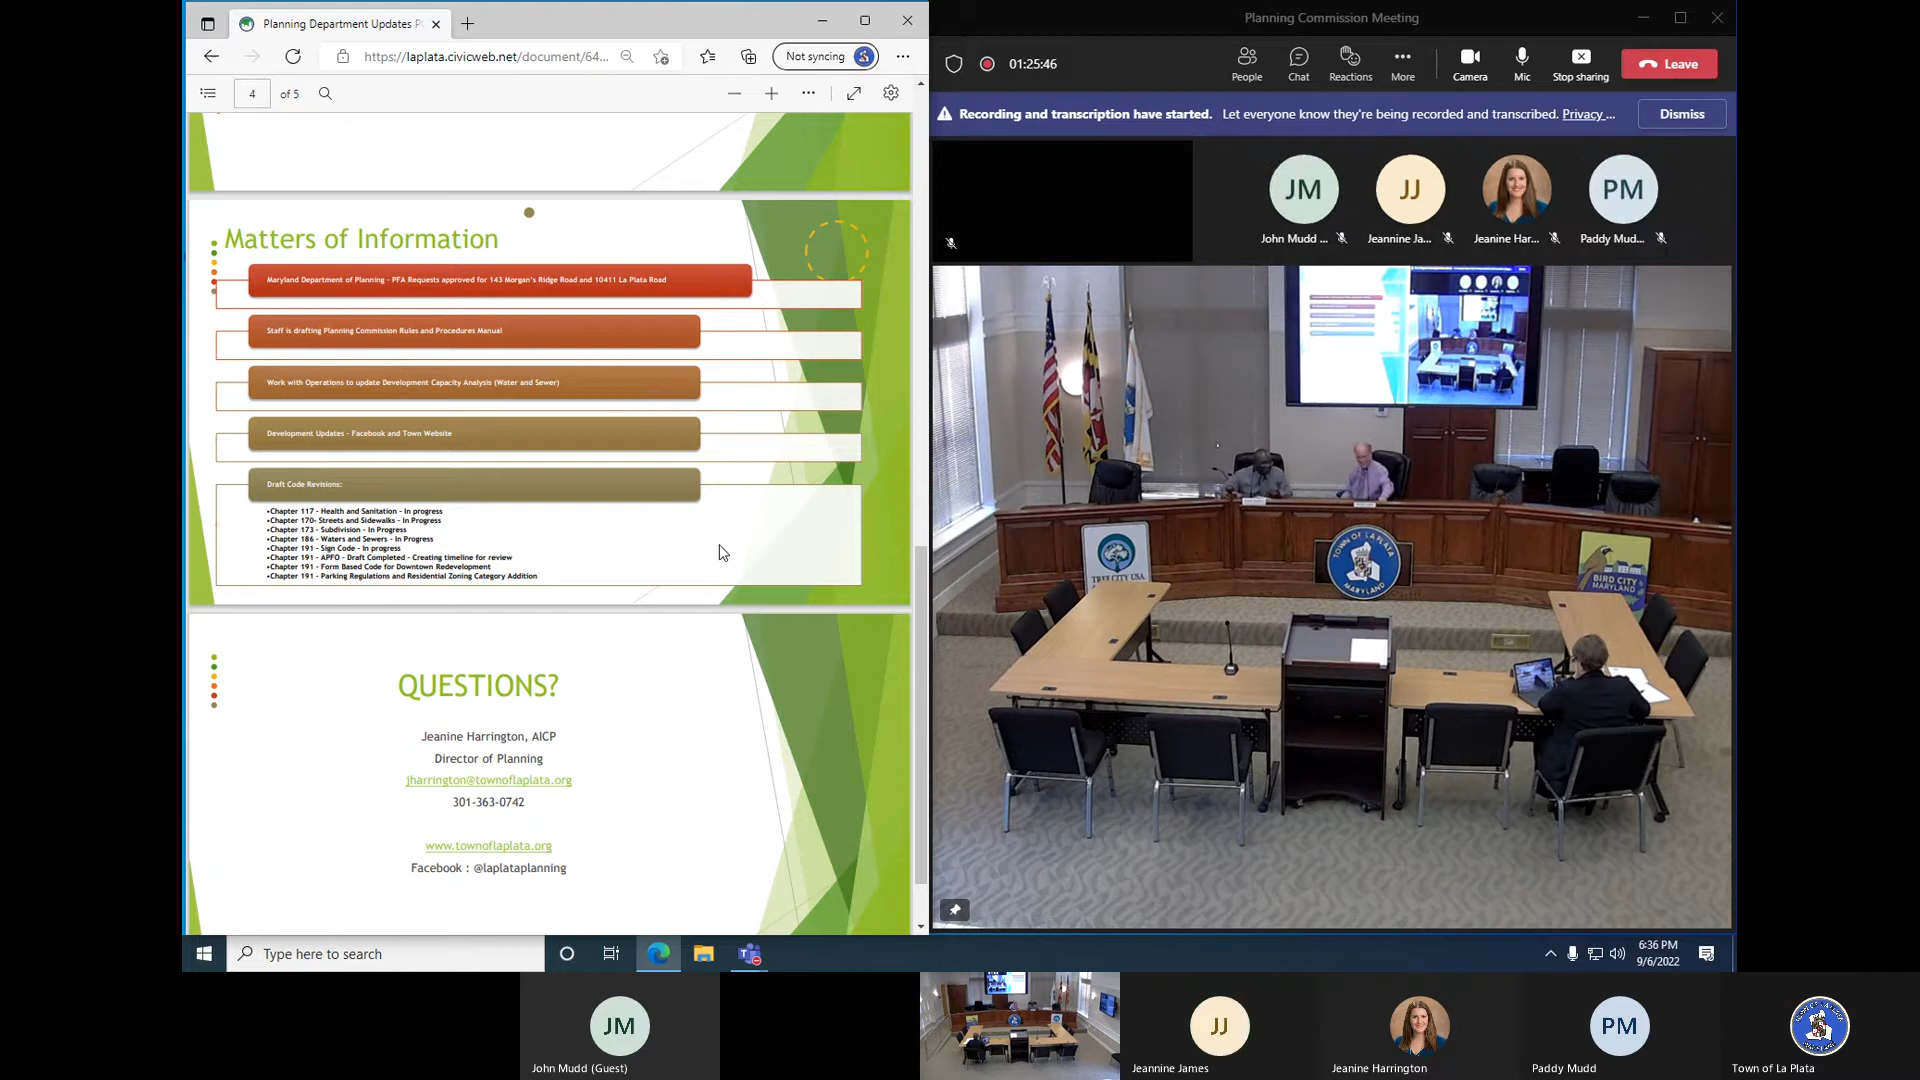 Planning Department Updates P
Not syncing
https://laplata.civicweb.net/document/64...
4 of 5
Matters of Information
Maryland Department of Planning - PFA Requests approved for 143 Morgan's Ridge Road and 10411 La Plata Road
Staff is drafting Planning Commission Rules and Procedures Manual
Work with Operations to update Development Capacity Analysis (Water and Sewer)
Development Updates - Facebook and Town Website
Draft Code Revisions:
•Chapter 117 - Health and Sanitation - In progress
•Chapter 170- Streets and Sidewalks - In Progress
•Chapter 173 - Subdivision - In Progress
•Chapter 186 - Waters and Sewers - In Progress
•Chapter 191 - Sign Code - In progress
•Chapter 191 - APFO - Draft Completed - Creating timeline for review
•Chapter 191 - Form Based Code for Downtown Redevelopment
•Chapter 191 - Parking Regulations and Residential Zoning Category Addition
QUESTIONS?
Jeanine Harrington, AICP
Director of Planning
jharrington@townoflaplata.org
301-363-0742
www.townoflaplata.org
Facebook : @laplataplanning
Type here to search
Planning Commission Meeting
01:25:46
People
Chat
Reactions
More
Camera
Mic
Stop sharing
Leave
Recording and transcription have started. Let everyone know they're being recorded and transcribed. Privacy ...
Dismiss
JM
JJ
PM
John Mudd ...
Jeannine Ja...
Jeanine Har...
Paddy Mud...
TREE CITY USA
TOWN OF LA PLATA
MARYLAND
BIRD CITY
MARYLAND
6:36 PM
9/6/2022
JM
JJ
PM
John Mudd (Guest)
Jeannine James
Jeanine Harrington
Paddy Mudd
Town of La Plata